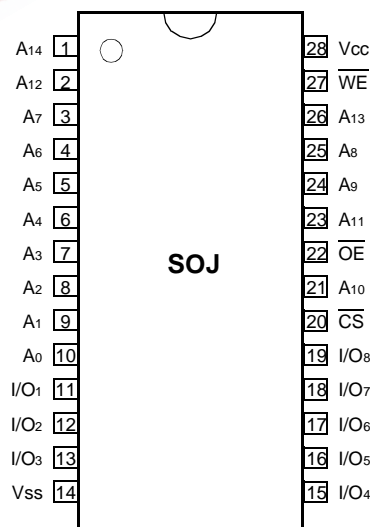 A14 1 28 Vcc
A12 2 27 WE
A7 3 26 A13
A6 4 25 A8
A5 5 24 A9
A4 6 23 A11
A3 7 22 OE
SOJ
A2 8 21 A10
A1 9 20 CS
A0 10 19 I/O8
I/O1 11 18 I/O7
I/O2 12 17 I/O6
I/O3 13 16 I/O5
Vss 14 15 I/O4